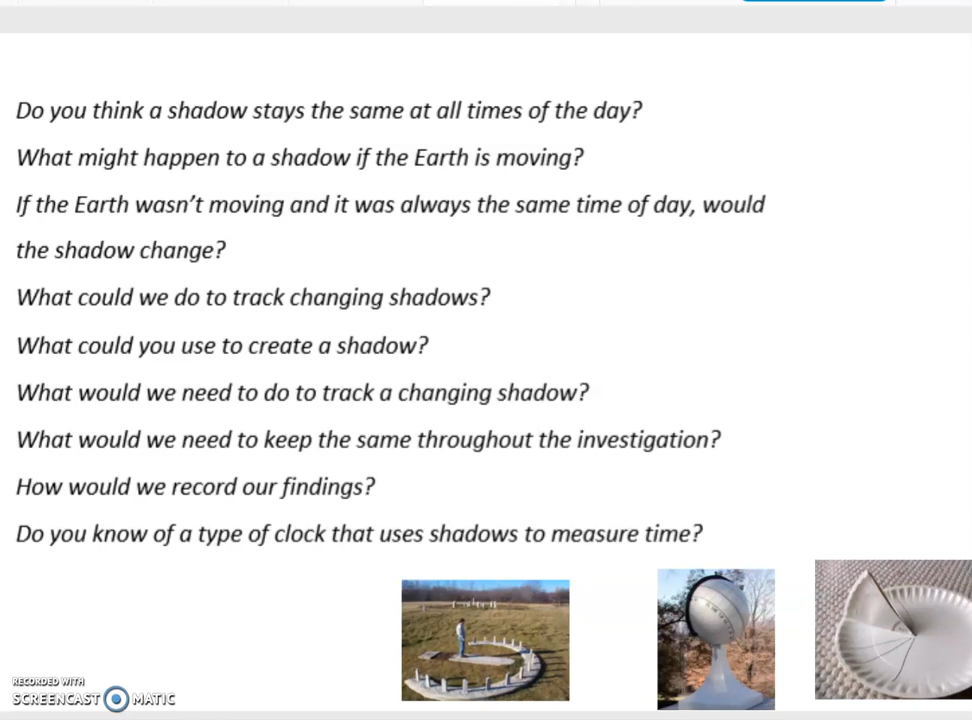 Do you think a shadow stays the same at all times of the day?
What might happen to a shadow if the Earth is moving?
If the Earth wasn't moving and it was always the same time of day, would
the shadow change?
What could we do to track changing shadows?
What could you use to create a shadow?
What would we need to do to track a changing shadow?
What would we need to keep the same throughout the investigation?
How would we record our findings?
Do you know of a type of clock that uses shadows to measure time?
RECORDED WITH
SCREENCAST MATIC